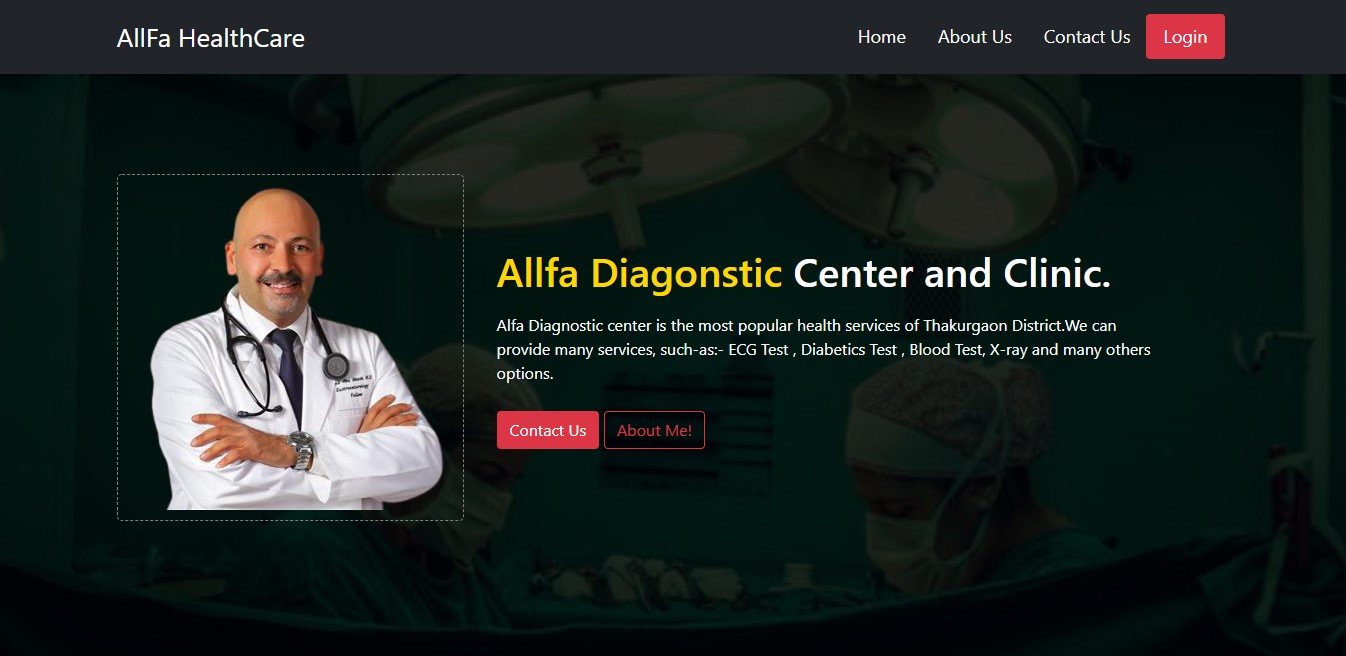 AllFa HealthCare
Home
About Us
Contact Us
Login
Allfa Diagonstic Center and Clinic.
Alfa Diagnostic center is the most popular health services of Thakurgaon District.We can
provide many services, such-as:- ECG Test , Diabetics Test , Blood Test, X-ray and many others
options.
Contact Us
About Me!